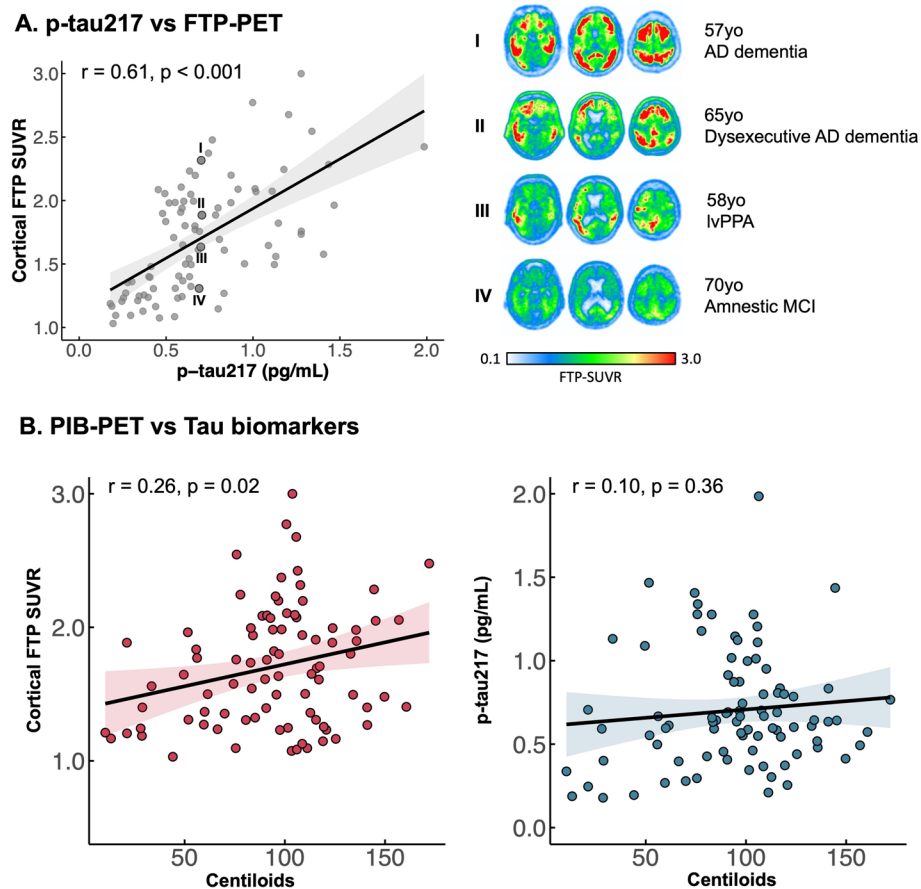 A. p-tau217 vs FTP-PET
r = 0.61, p < 0.001
Cortical FTP SUVR
3.0
2.5
2.0
1.5
1.0
I
II
III
IV
0.0
0.5
1.0
1.5
2.0
p−tau217 (pg/mL)
I
57yo
AD dementia
II
65yo
Dysexecutive AD dementia
III
58yo
lvPPA
IV
70yo
Amnestic MCI
0.1
3.0
FTP-SUVR
B. PIB-PET vs Tau biomarkers
r = 0.26, p = 0.02
Cortical FTP SUVR
3.0
2.0
1.0
50
100
150
Centiloids
r = 0.10, p = 0.36
p-tau217 (pg/mL)
2.0
1.5
1.0
0.5
0.0
50
100
150
Centiloids